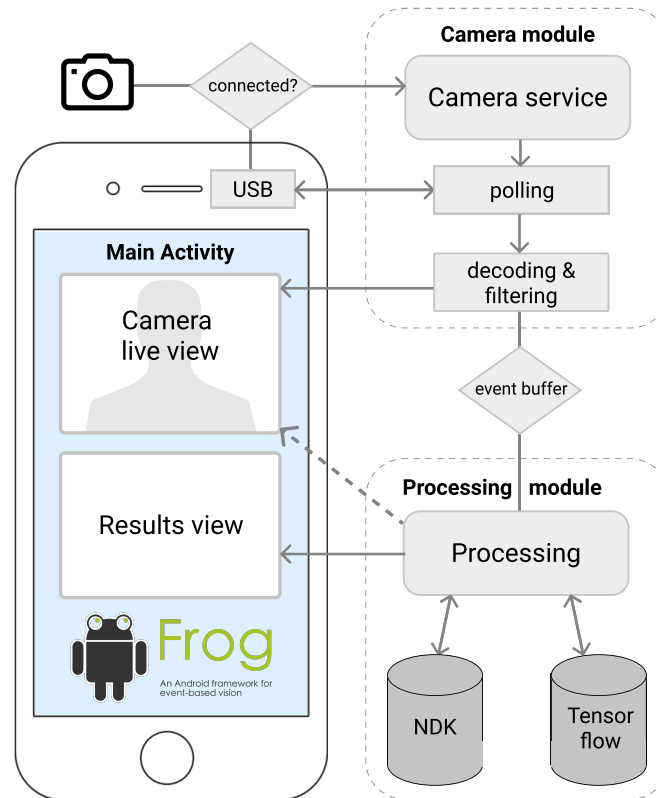 Camera module
connected?
Camera service
USB
polling
Main Activity
decoding &
filtering
Camera
live view
event buffer
Processing module
Results view
Processing
Frog
An Android framework for
event-based vision
NDK
Tensor
flow